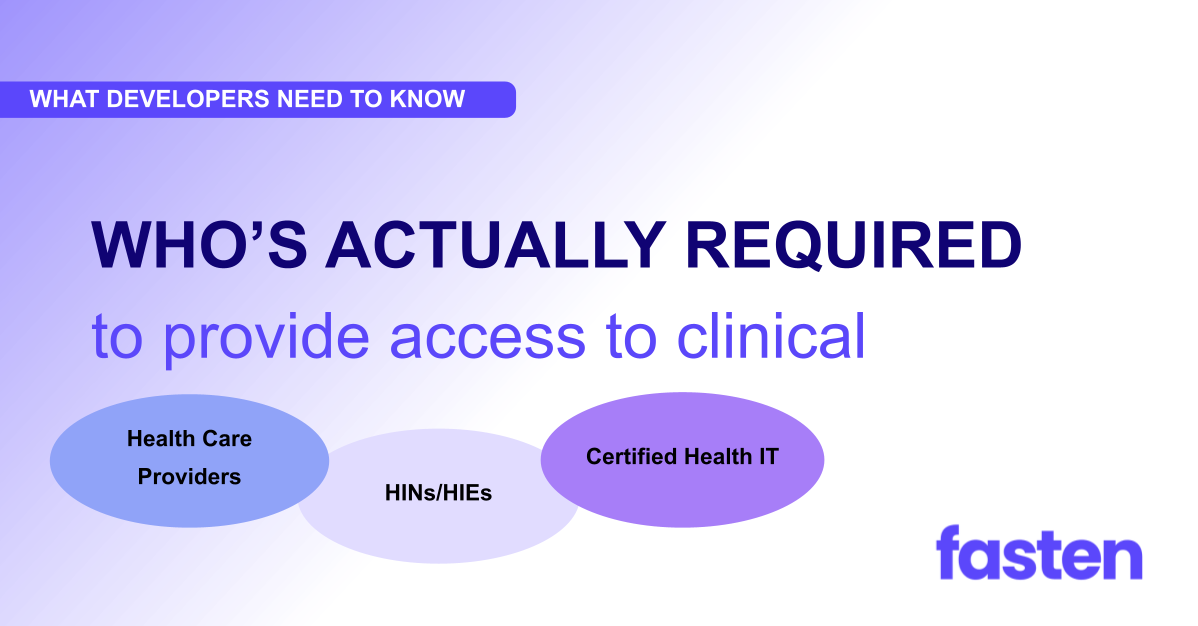 WHAT DEVELOPERS NEED TO KNOW
WHO’S ACTUALLY REQUIRED
to provide access to clinical
Health Care
Providers
HINs/HIEs
Certified Health IT
fasten